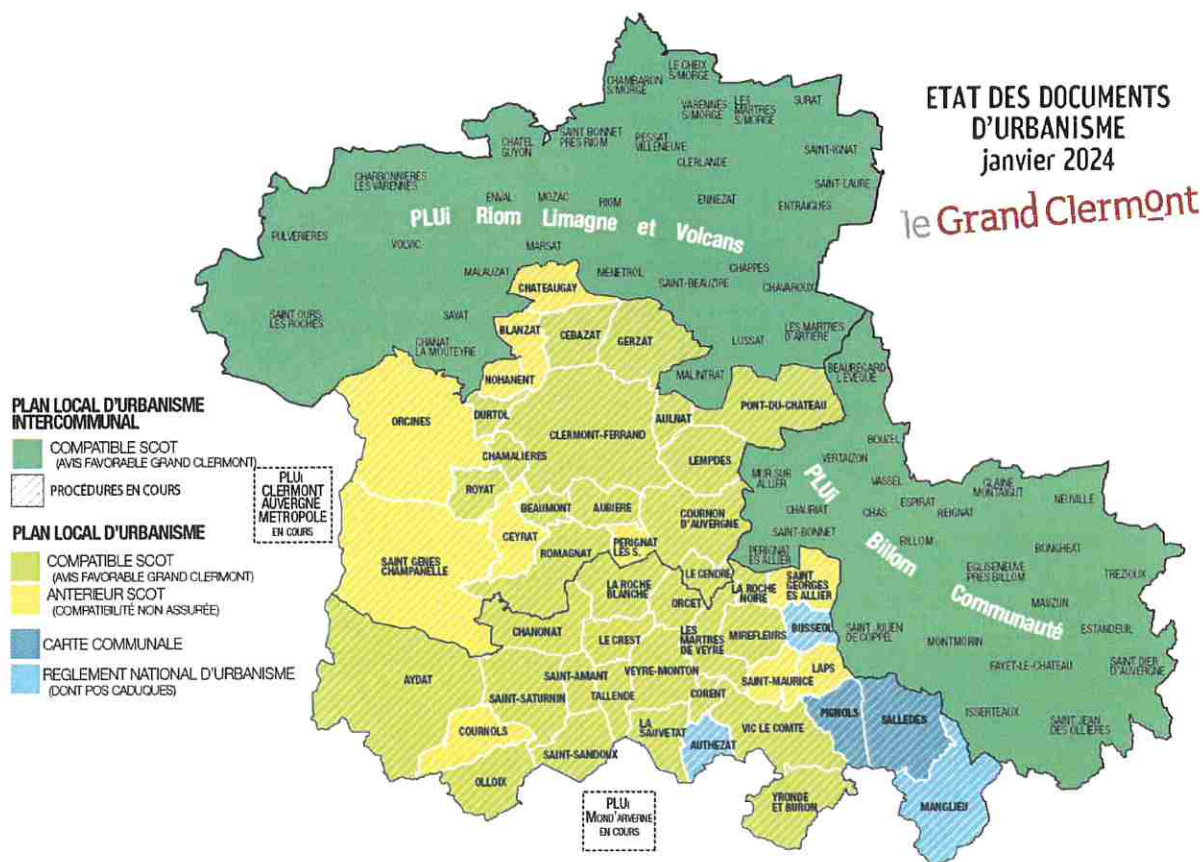 ETAT DES DOCUMENTS
D'URBANISME
janvier 2024
le Grand Clermont
PLAN LOCAL D'URBANISME
INTERCOMMUNAL
COMPATIBLE SCOT
(AVIS FAVORABLE GRAND CLERMONT)
PROCÉDURES EN COURS
PLAN LOCAL D'URBANISME
COMPATIBLE SCOT
(AVIS FAVORABLE GRAND CLERMONT)
ANTERIEUR SCOT
(COMPATIBILITÉ NON ASSURÉE)
CARTE COMMUNALE
REGLEMENT NATIONAL D'URBANISME
(DONT POS CADUQUES)
PLUi
CLERMONT
AUVERGNE
METROPOLE
EN COURS
PLUi
MOND'ARVERNE
EN COURS
PLUi Riom Limagne et Volcans
CHAMBARON
S/MORGE
LE CHEIX
S/MORGE
VARENNES
S/MORGE
LES
MARTRES
S/MORGE
SURAT
CHATEL
GUYON
SAINT BONNET
PRÈS RIOM
PESSAT
VILLENEUVE
CLERLANDE
SAINT-IGNAT
SAINT-LAURE
CHARBONNIERES
LES VARENNES
ENVAL
MOZAC
RIOM
ENNEZAT
ENTRAIGUES
PULVERIERES
VOLVIC
MARSAT
MALAUZAT
MENETROL
SAINT-BEAUZIRE
CHAPPES
CHAVAROUX
SAINT OURS
LES ROCHES
SAYAT
CHANAT
LA MOUTEYRE
LUSSAT
LES MARTRES
D'ARTIERE
MALINTRAT
CHATEAUGAY
BLANZAT
CEBAZAT
GERZAT
NOHANENT
ORCINES
DURTOL
CLERMONT-FERRAND
AULNAT
PONT-DU-CHATEAU
CHAMALIERES
LEMPDES
ROYAT
BEAUMONT
AUBIERE
COURNON
D'AUVERGNE
CEYRAT
ROMAGNAT
PERIGNAT
LES S.
LE CENDRE
SAINT GENES
CHAMPANELLE
PLUi Billom Communauté
BEAUREGARD
L'EVEQUE
BOUZEL
VERTAIZON
VASSEL
MUR SUR
ALLIER
CHAURIAT
CHAS
ESPIRAT
REIGNAT
GLAINE
MONTAIGUT
NEUVILLE
SAINT-BONNET
BILLOM
BONGHEAT
PERIGNAT
ES ALLIER
EGLISENEUVE
PRÈS BILLOM
TREZIOUX
MAUZUN
ESTANDEUIL
SAINT JULIEN
DE COPPEL
MONTMORIN
FAYET-LE-CHATEAU
SAINT DIER
D'AUVERGNE
ISSERTEAUX
SAINT JEAN
DES OLLIERES
LA ROCHE
BLANCHE
ORCET
LA ROCHE
NOIRE
SAINT
GEORGES
ES ALLIER
CHANONAT
LE CREST
LES
MARTRES
DE VEYRE
MIREFLEURS
BUSSEOL
AYDAT
SAINT-AMANT
TALLENDE
VEYRE-MONTON
SAINT-MAURICE
LAPS
SAINT-SATURNIN
CORENT
PIGNOLS
SALLEDES
COURNOLS
SAINT-SANDOUX
LA
SAUVETAT
AUTHEZAT
VIC LE COMTE
OLLOIX
YRONDE
ET BURON
MANGLIEU